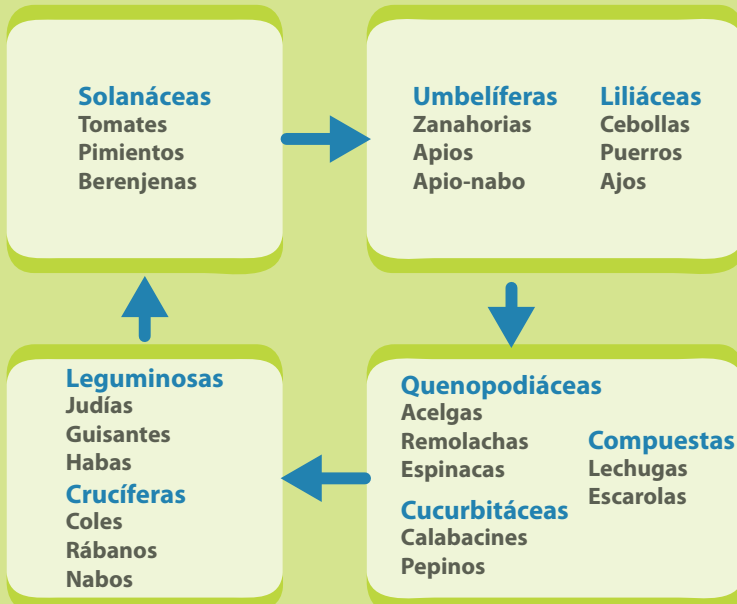 Solanáceas
Tomates
Pimientos
Berenjenas
Umbelíferas
Zanahorias
Apios
Apio-nabo
Liliáceas
Cebollas
Puerros
Ajos
Leguminosas
Judías
Guisantes
Habas
Crucíferas
Coles
Rábanos
Nabos
Quenopodiáceas
Acelgas
Remolachas
Espinacas
Cucurbitáceas
Calabacines
Pepinos
Compuestas
Lechugas
Escarolas